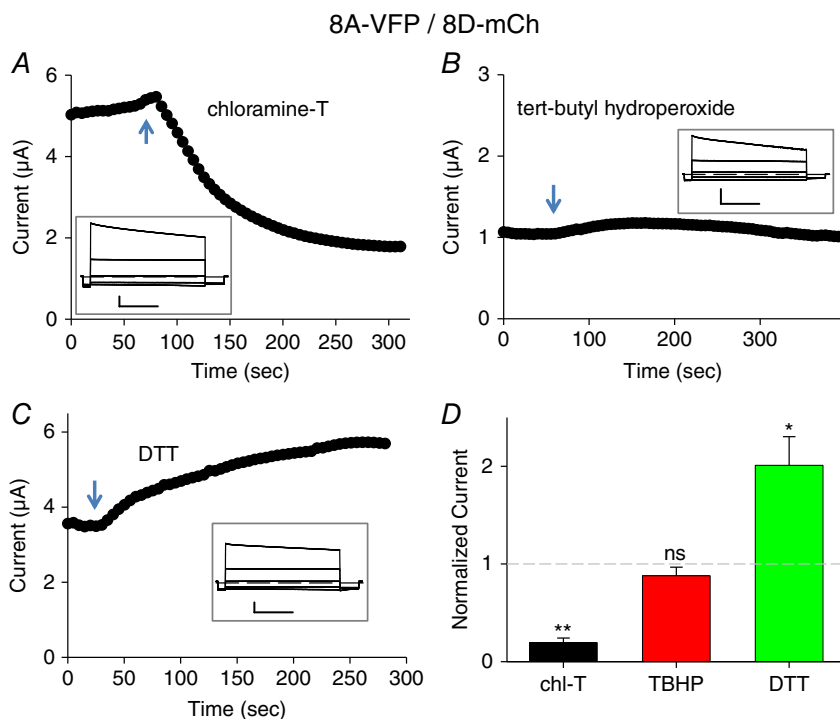 8A-VFP / 8D-mCh
A
6
4
2
0
Current (µA)
chloramine-T
0 50 100 150 200 250 300
Time (sec)
B
3
2
1
0
Current (µA)
tert-butyl hydroperoxide
0 100 200 300
Time (sec)
C
6
4
2
0
Current (µA)
DTT
0 50 100 150 200 250 300
Time (sec)
D
2
1
0
Normalized Current
**
ns
*
chl-T TBHP DTT